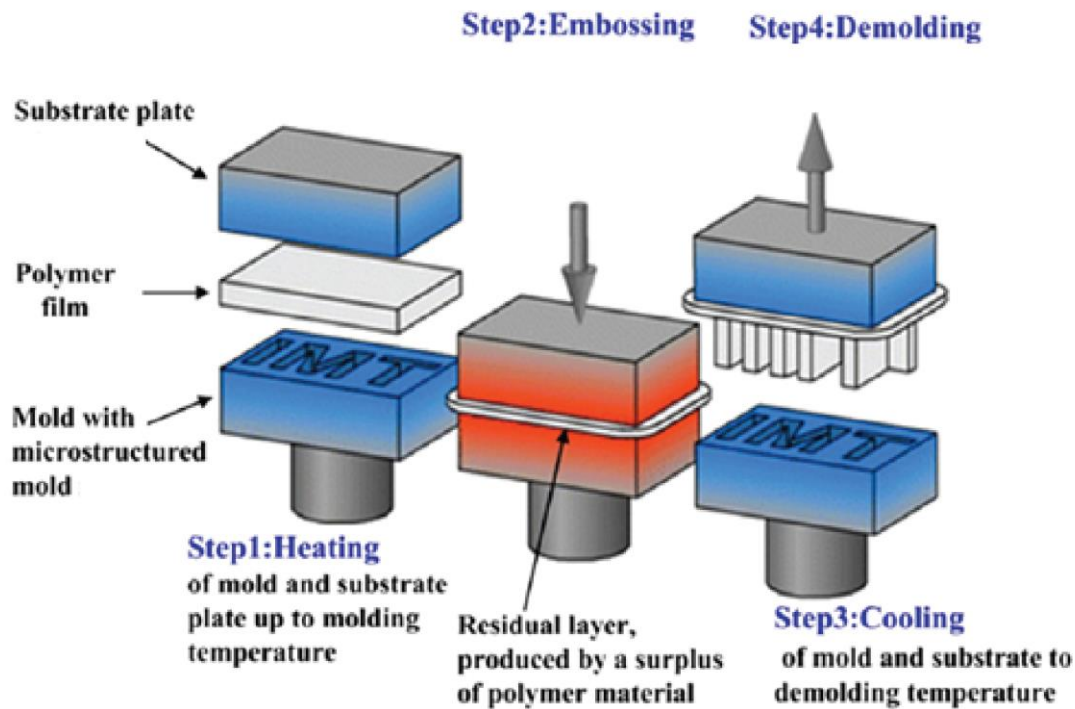 Step2:Embossing
Step4:Demolding
Substrate plate
Polymer
film
IMT
Mold with
microstructured
mold
IMT
Step1:Heating
of mold and substrate
plate up to molding
temperature
Residual layer,
produced by a surplus
of polymer material
Step3:Cooling
of mold and substrate to
demolding temperature